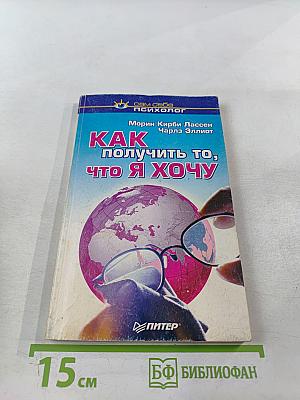 сам себе
ПСИХОЛОГ
Морин Кирби Лассен
Чарлз Эллиот
КАК
получить то,
что Я ХОЧУ
ПИТЕР
15 см
БФ БИБЛИОФАН